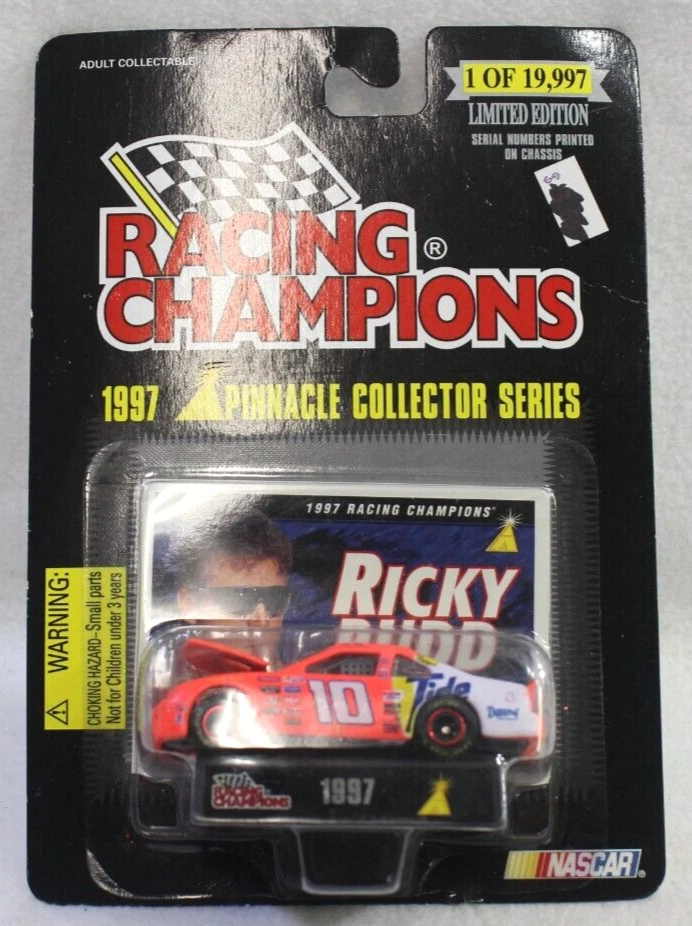 ADULT COLLECTABLE
1 OF 19,997
LIMITED EDITION
SERIAL NUMBERS PRINTED
ON CHASSIS
RACING ®
CHAMPIONS
1997 PINNACLE COLLECTOR SERIES
1997 RACING CHAMPIONS
RICKY
RUDD
WARNING:
CHOKING HAZARD-Small parts
Not for Children under 3 years
10
Tide
RACING
CHAMPIONS
1997
NASCAR®